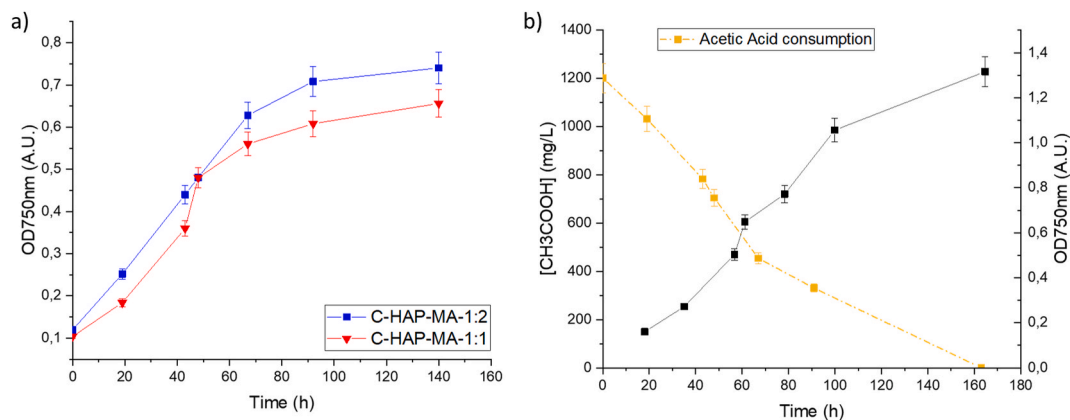 a)
OD750nm (A.U.)
0,8
0,7
0,6
0,5
0,4
0,3
0,2
0,1
0 20 40 60 80 100 120 140 160
Time (h)
C-HAP-MA-1:2
C-HAP-MA-1:1
b)
Acetic Acid consumption
[CH3COOH] (mg/L)
1400
1200
1000
800
600
400
200
0
0 20 40 60 80 100 120 140 160 180
Time (h)
1,4
1,2
1,0
0,8
0,6
0,4
0,2
0,0
OD750nm (A.U.)